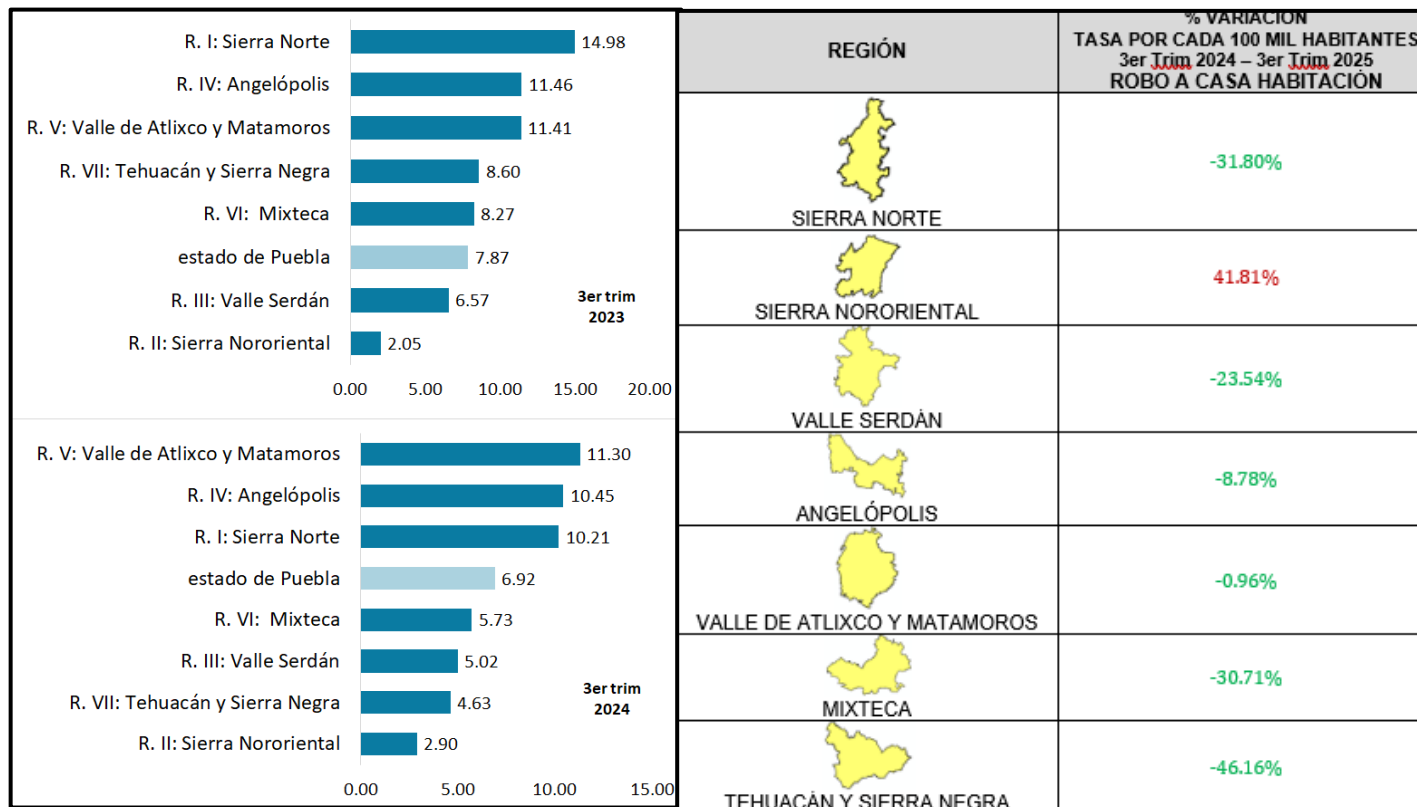 R. I: Sierra Norte 14.98
R. IV: Angelópolis 11.46
R. V: Valle de Atlixco y Matamoros 11.41
R. VII: Tehuacán y Sierra Negra 8.60
R. VI:  Mixteca 8.27
estado de Puebla 7.87
R. III: Valle Serdán 6.57
R. II: Sierra Nororiental 2.05
3er trim
2023
0.00 5.00 10.00 15.00 20.00
R. V: Valle de Atlixco y Matamoros 11.30
R. IV: Angelópolis 10.45
R. I: Sierra Norte 10.21
estado de Puebla 6.92
R. VI:  Mixteca 5.73
R. III: Valle Serdán 5.02
R. VII: Tehuacán y Sierra Negra 4.63
R. II: Sierra Nororiental 2.90
3er trim
2024
0.00 5.00 10.00 15.00
REGIÓN
% VARIACIÓN
TASA POR CADA 100 MIL HABITANTES
3er Trim 2024 – 3er Trim 2025
ROBO A CASA HABITACIÓN
SIERRA NORTE
-31.80%
SIERRA NORORIENTAL
41.81%
VALLE SERDÁN
-23.54%
ANGELÓPOLIS
-8.78%
VALLE DE ATLIXCO Y MATAMOROS
-0.96%
MIXTECA
-30.71%
TEHUACÁN Y SIERRA NEGRA
-46.16%